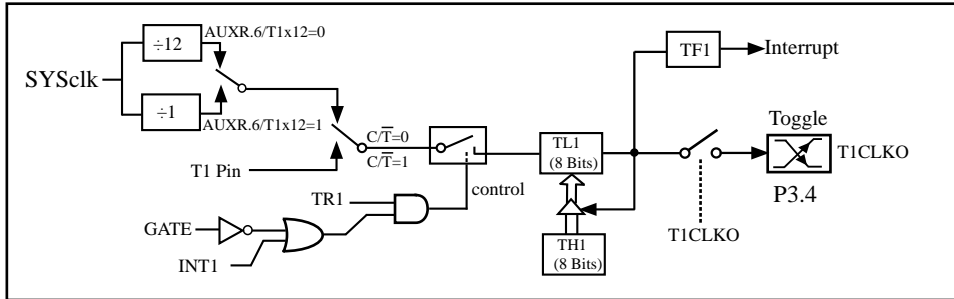 AUXR.6/T1x12=0
÷12
SYSclk
÷1
AUXR.6/T1x12=1
T1 Pin
C/T̅=0
C/T̅=1
TR1
GATE
INT1
control
TL1
(8 Bits)
TH1
(8 Bits)
TF1
Interrupt
Toggle
T1CLKO
P3.4
T1CLKO